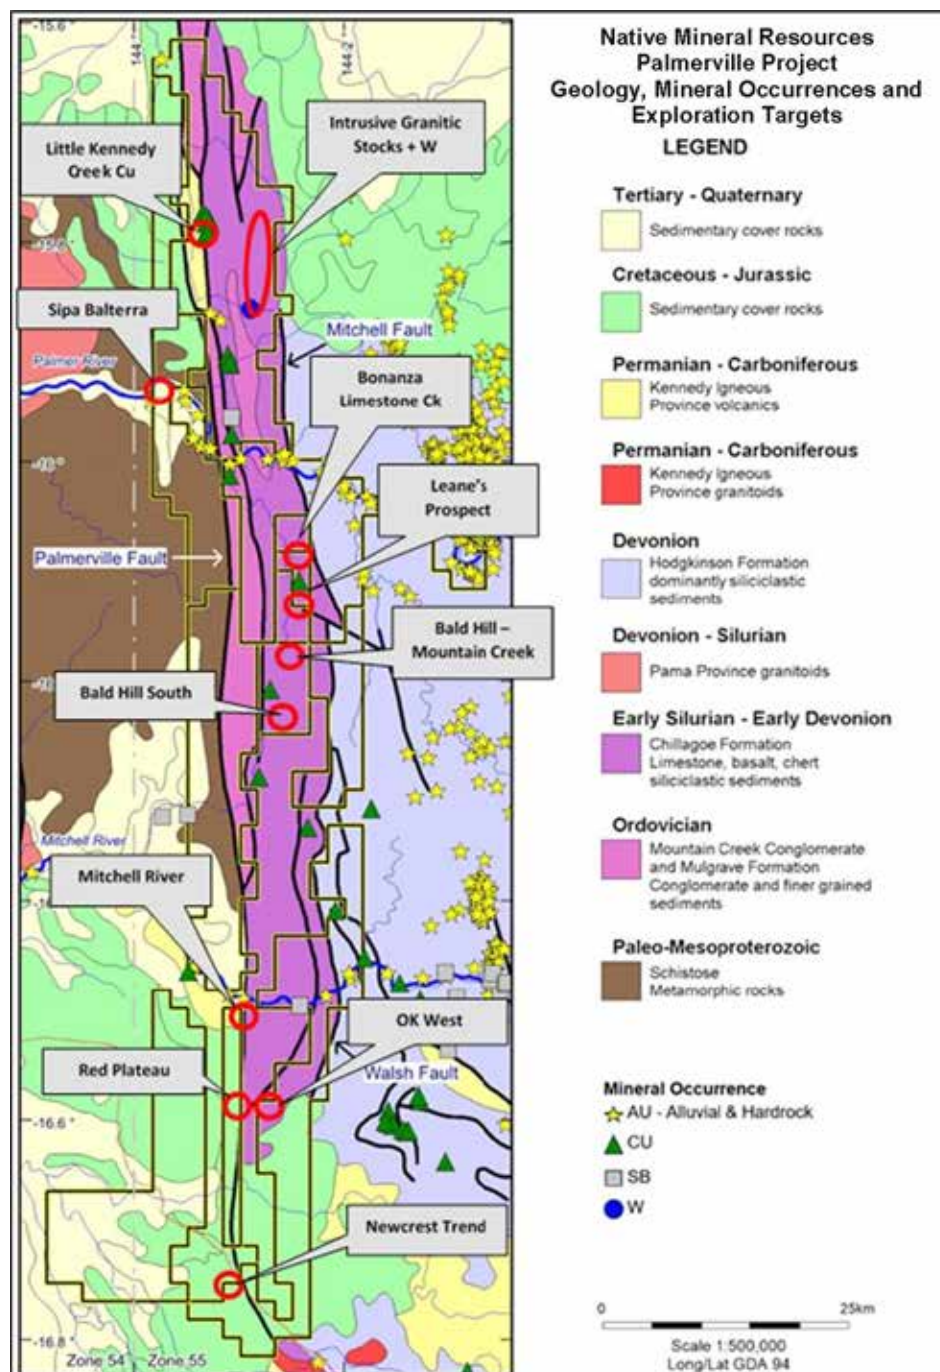 Native Mineral Resources
Palmerville Project
Geology, Mineral Occurrences and
Exploration Targets
LEGEND
Tertiary - Quaternary
Sedimentary cover rocks
Cretaceous - Jurassic
Sedimentary cover rocks
Permanian - Carboniferous
Kennedy Igneous
Province volcanics
Permanian - Carboniferous
Kennedy Igneous
Province granitoids
Devonion
Hodgkinson Formation
dominantly siliciclastic
sediments
Devonion - Silurian
Pama Province granitoids
Early Silurian - Early Devonion
Chillagoe Formation
Limestone, basalt, chert
siliciclastic sediments
Ordovician
Mountain Creek Conglomerate
and Mulgrave Formation
Conglomerate and finer grained
sediments
Paleo-Mesoproterozoic
Schistose
Metamorphic rocks
Mineral Occurrence
AU - Alluvial & Hardrock
CU
SB
W
0 25km
Scale 1:500,000
Long/Lat GDA 94
-15.6°
144°
144.2
Little Kennedy
Creek Cu
Intrusive Granitic
Stocks + W
Sipa Balterra
Mitchell Fault
Palmer River
Bonanza
Limestone Ck
-16°
Leane's
Prospect
Palmerville Fault
Bald Hill –
Mountain Creek
Bald Hill South
Mitchell River
Mitchell River
OK West
Red Plateau
Walsh Fault
-16.6°
Newcrest Trend
-16.8°
Zone 54
Zone 55